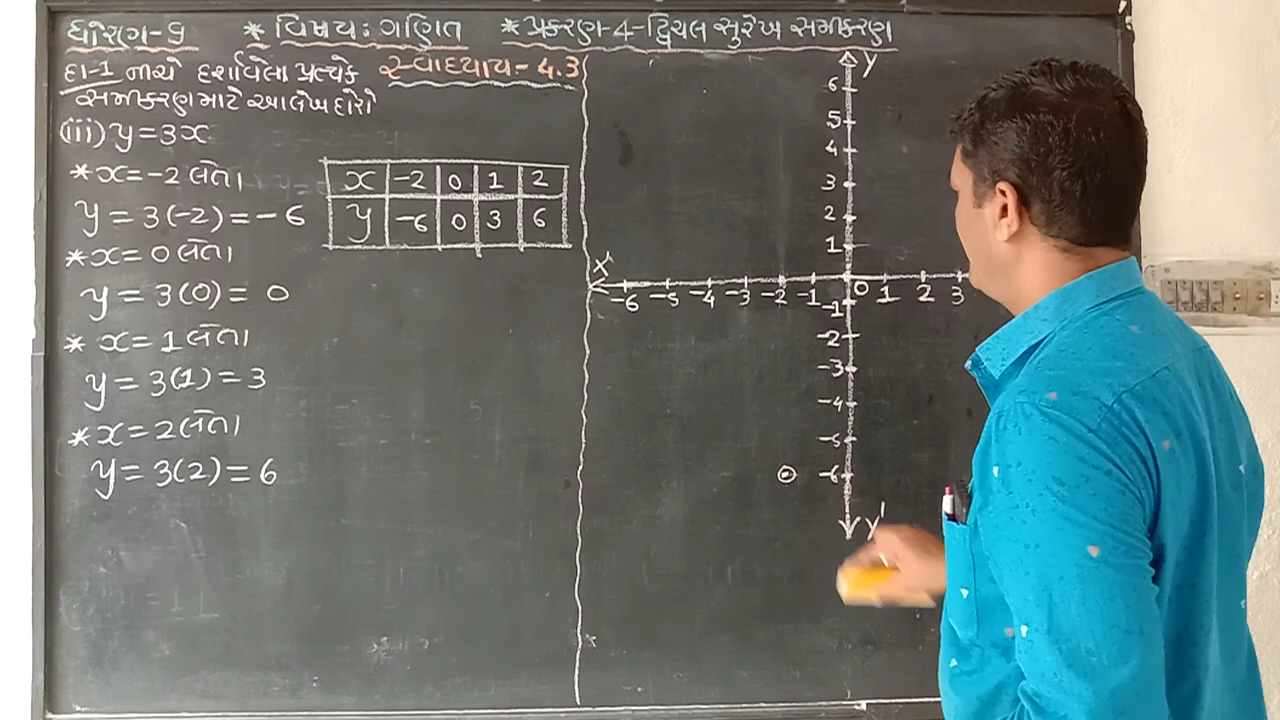 ધોરણ-9 * વિષય: ગણિત * પ્રકરણ-4-દ્વિચલ સુરેખ સમીકરણ
દા-1 નીચે દર્શાવેલા પ્રત્યેક સ્વાધ્યાય-4.3
સમીકરણ માટે આલેખ દોરો
(iii) y=3x
* x=-2 લેતાં
y = 3(-2) = -6
* x = 0 લેતાં
y = 3(0) = 0
* x = 1 લેતાં
y = 3(1) = 3
* x = 2 લેતાં
y = 3(2) = 6
x -2 0 1 2
y -6 0 3 6
Y
6
5
4
3
2
1
X' -6 -5 -4 -3 -2 -1 0 1 2 3
-1
-2
-3
-4
-5
-6
Y'